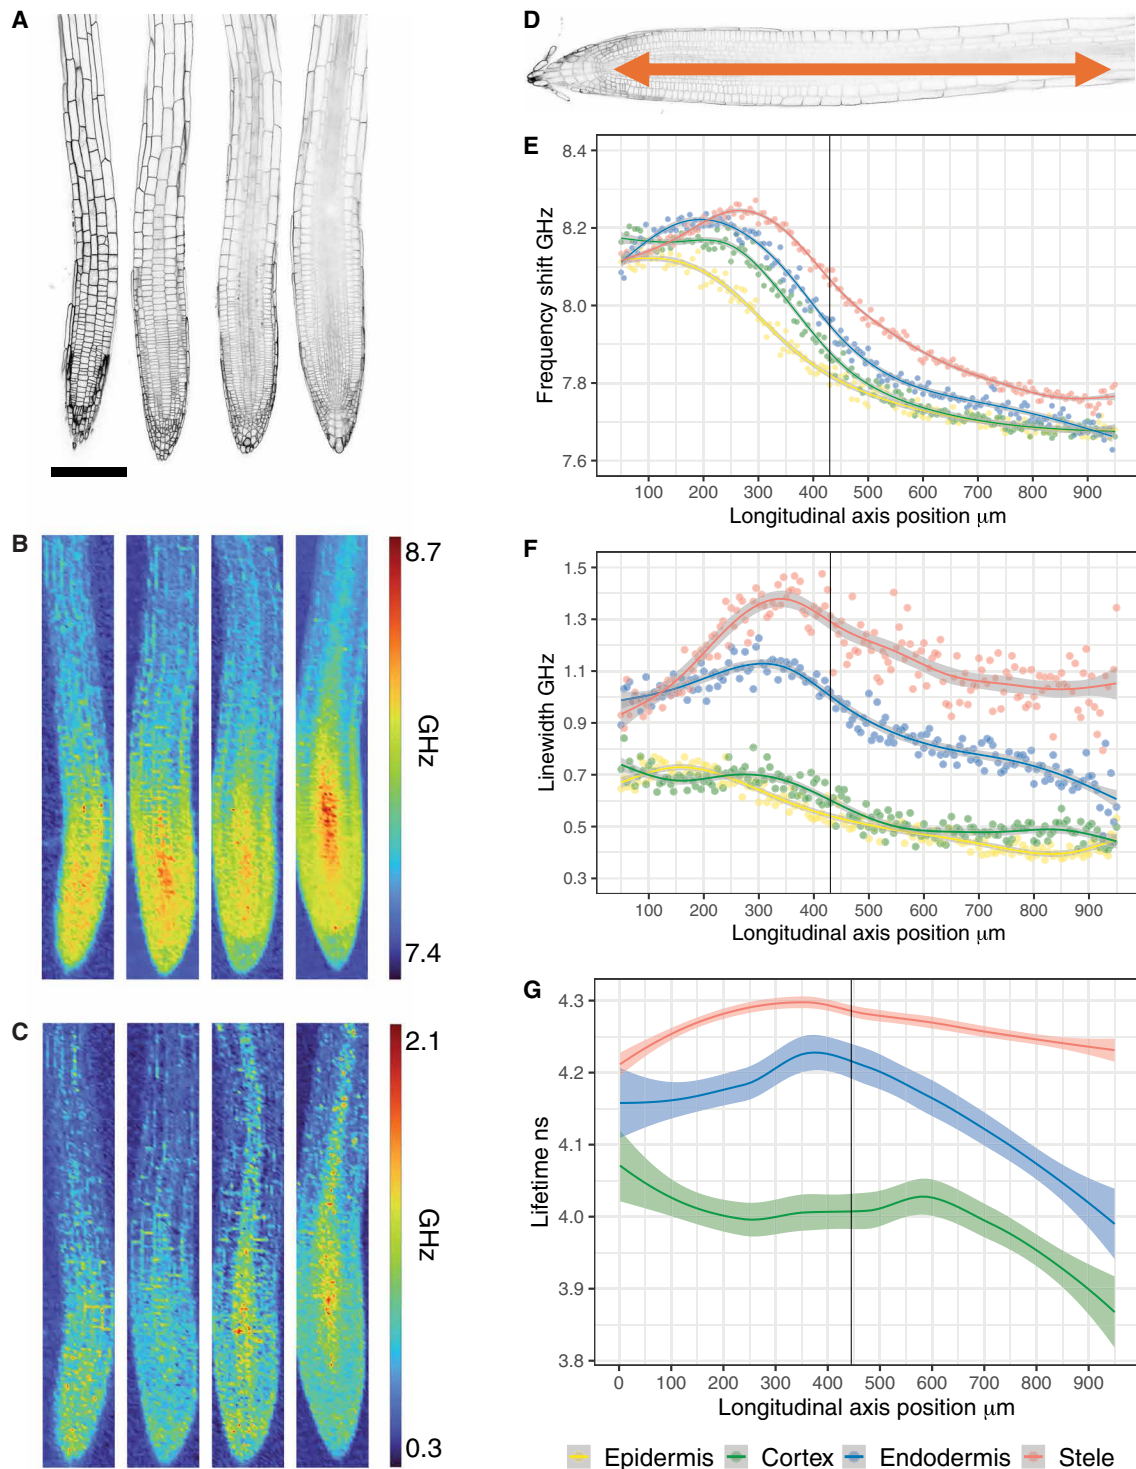 A
B
8.7
GHz
7.4
C
2.1
GHz
0.3
D
E
8.4
8.2
8.0
7.8
7.6
Frequency shift GHz
100 200 300 400 500 600 700 800 900
Longitudinal axis position μm
F
1.5
1.3
1.1
0.9
0.7
0.5
0.3
Linewidth GHz
100 200 300 400 500 600 700 800 900
Longitudinal axis position μm
G
4.3
4.2
4.1
4.0
3.9
3.8
Lifetime ns
0 100 200 300 400 500 600 700 800 900
Longitudinal axis position μm
Epidermis Cortex Endodermis Stele